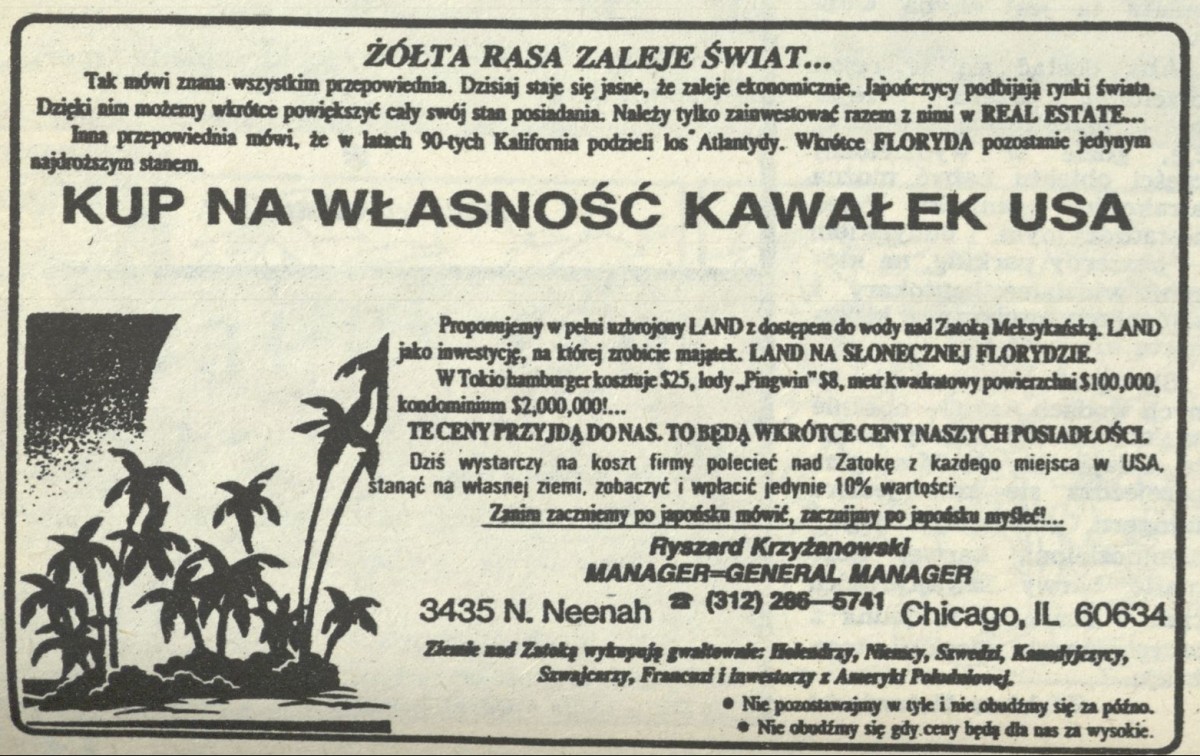 ŻÓŁTA RASA ZALEJE ŚWIAT...
Tak mówi znana wszystkim przepowiednia. Dzisiaj staje się jasne, że zaleje ekonomicznie. Japończycy podbijają rynki świata.
Dzięki nim możemy wkrótce powiększyć cały swój stan posiadania. Należy tylko zainwestować razem z nimi w REAL ESTATE...
Inna przepowiednia mówi, że w latach 90-tych Kalifornia podzieli los Atlantydy. Wkrótce FLORYDA pozostanie jedynym
najdroższym stanem.
KUP NA WŁASNOŚĆ KAWAŁEK USA
Proponujemy w pełni uzbrojony LAND z dostępem do wody nad Zatoką Meksykańską. LAND
jako inwestycję, na której zrobicie majątek. LAND NA SŁONECZNEJ FLORYDZIE.
W Tokio hamburger kosztuje $25, lody „Pingwin" $8, metr kwadratowy powierzchni $100,000,
kondominium $2,000,000!...
TE CENY PRZYJDĄ DO NAS. TO BĘDĄ WKRÓTCE CENY NASZYCH POSIADŁOŚCI.
Dziś wystarczy na koszt firmy polecieć nad Zatokę z każdego miejsca w USA,
stanąć na własnej ziemi, zobaczyć i wpłacić jedynie 10% wartości.
Zanim zaczniemy po japońsku mówić, zacznijmy po japońsku myśleć!...
Ryszard Krzyżanowski
MANAGER—GENERAL MANAGER
3435 N. Neenah ☎ (312) 286—5741 Chicago, IL 60634
Ziemie nad Zatoką wykupują gwałtownie: Holendrzy, Niemcy, Szwedzi, Kanadyjczycy,
Szwajcarzy, Francuzi i inwestorzy z Ameryki Południowej.
• Nie pozostawajmy w tyle i nie obudźmy się za późno.
• Nie obudźmy się gdy ceny będą dla nas za wysokie.